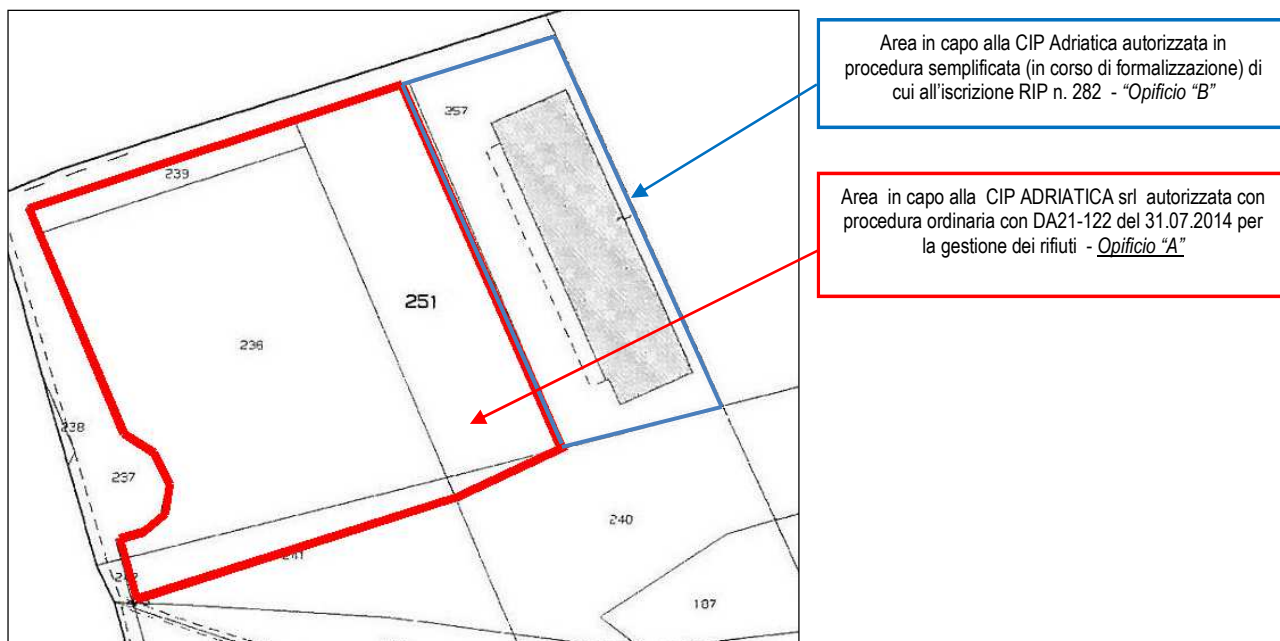 Area in capo alla CIP Adriatica autorizzata in
procedura semplificata (in corso di formalizzazione) di
cui all'iscrizione RIP n. 282 - “Opificio “B”
Area in capo alla CIP ADRIATICA srl autorizzata con
procedura ordinaria con DA21-122 del 31.07.2014 per
la gestione dei rifiuti - Opificio “A”
257
239
251
236
238
237
240
241
187